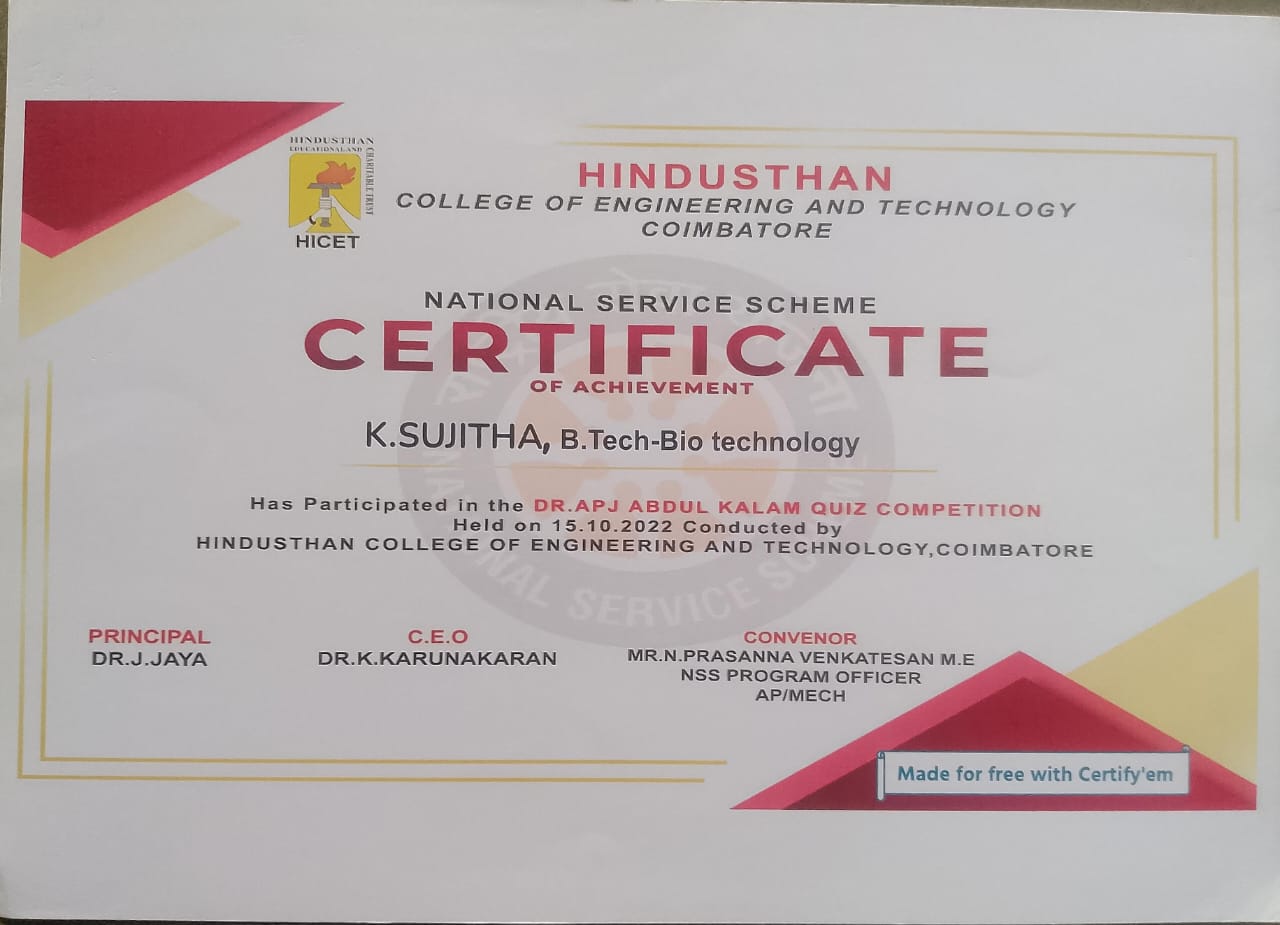 HINDUSTHAN
EDUCATIONALAND
CHARITABLE TRUST
HICET
HINDUSTHAN
COLLEGE OF ENGINEERING AND TECHNOLOGY
COIMBATORE
NATIONAL SERVICE SCHEME
CERTIFICATE
OF ACHIEVEMENT
K.SUJITHA, B.Tech-Bio technology
Has Participated in the DR.APJ ABDUL KALAM QUIZ COMPETITION
Held on 15.10.2022 Conducted by
HINDUSTHAN COLLEGE OF ENGINEERING AND TECHNOLOGY,COIMBATORE
NAL SERVICE
PRINCIPAL
DR.J.JAYA
C.E.O
DR.K.KARUNAKARAN
CONVENOR
MR.N.PRASANNA VENKATESAN M.E
NSS PROGRAM OFFICER
AP/MECH
Made for free with Certify'em